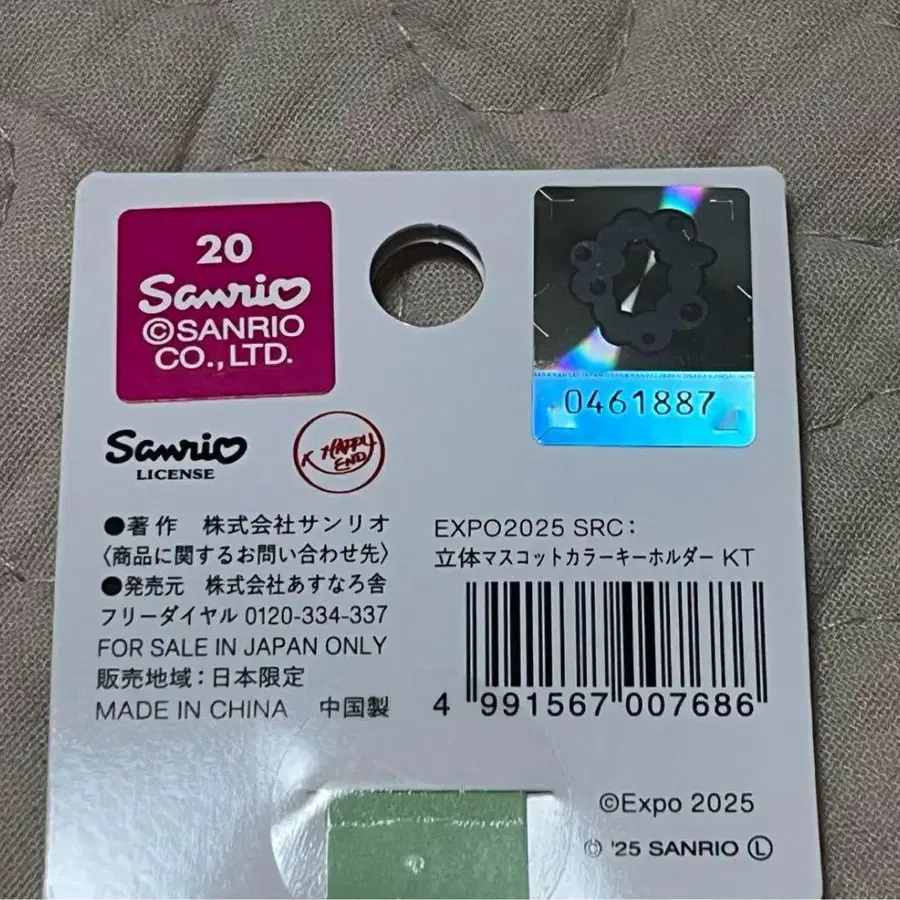 20
Sanrio
©SANRIO
CO.,LTD.
0461887
Sanrio
LICENSE
K HAPPY
END
●著作 株式会社サンリオ
〈商品に関するお問い合わせ先〉
●発売元 株式会社あすなろ舎
フリーダイヤル 0120-334-337
FOR SALE IN JAPAN ONLY
販売地域：日本限定
MADE IN CHINA 中国製
EXPO2025 SRC：
立体マスコットカラーキーホルダー KT
4 991567 007686
©Expo 2025
© '25 SANRIO Ⓛ